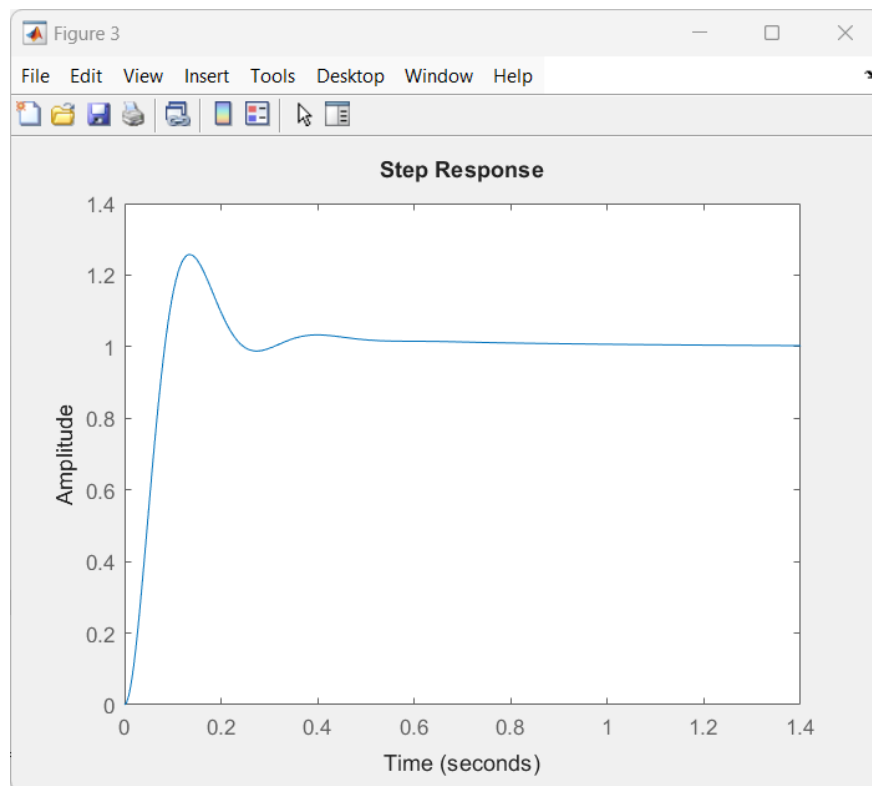 Figure 3
File Edit View Insert Tools Desktop Window Help
Step Response
1.4
1.2
1
0.8
0.6
0.4
0.2
0
Amplitude
0 0.2 0.4 0.6 0.8 1 1.2 1.4
Time (seconds)